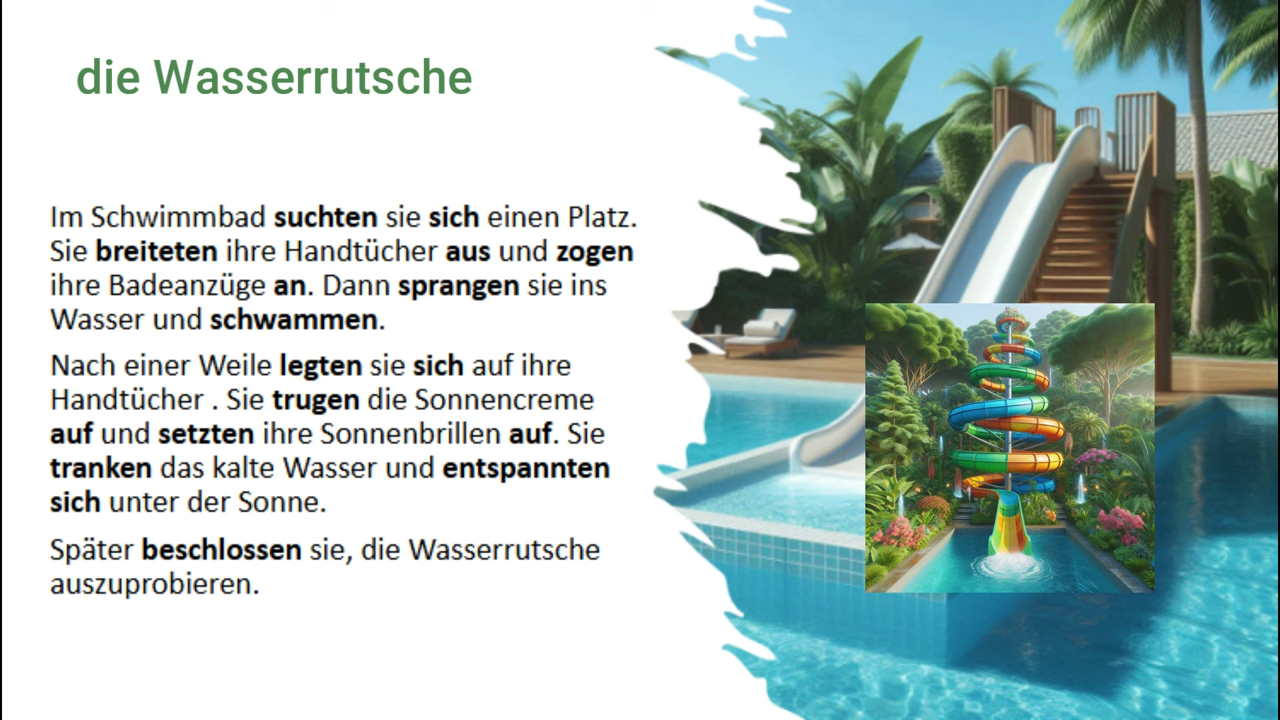 die Wasserrutsche
Im Schwimmbad suchten sie sich einen Platz.
Sie breiteten ihre Handtücher aus und zogen
ihre Badeanzüge an. Dann sprangen sie ins
Wasser und schwammen.
Nach einer Weile legten sie sich auf ihre
Handtücher . Sie trugen die Sonnencreme
auf und setzten ihre Sonnenbrillen auf. Sie
tranken das kalte Wasser und entspannten
sich unter der Sonne.
Später beschlossen sie, die Wasserrutsche
auszuprobieren.